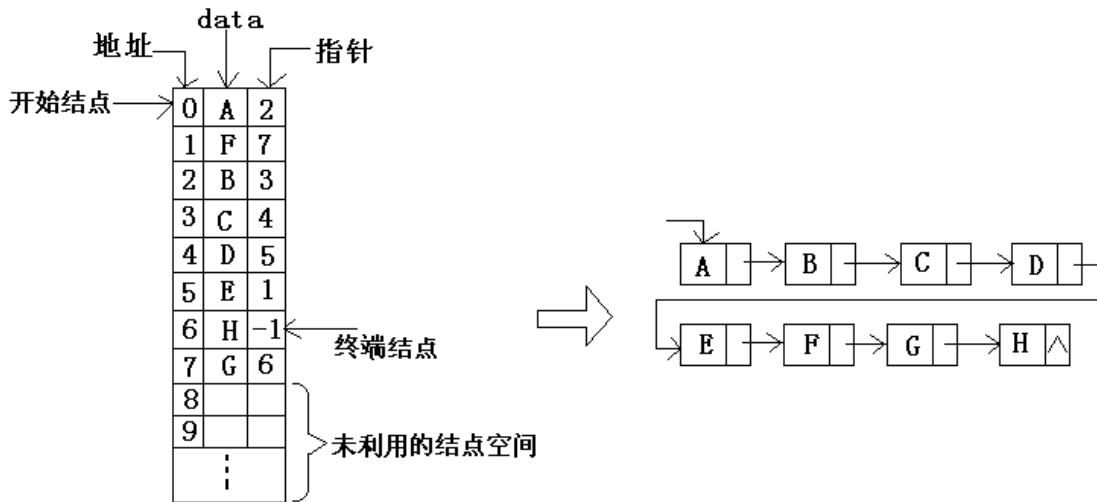 data
地址
指针
开始结点
0 A 2
1 F 7
2 B 3
3 C 4
4 D 5
5 E 1
6 H -1
终端结点
7 G 6
8
9
未利用的结点空间
A B C D
E F G H ∧